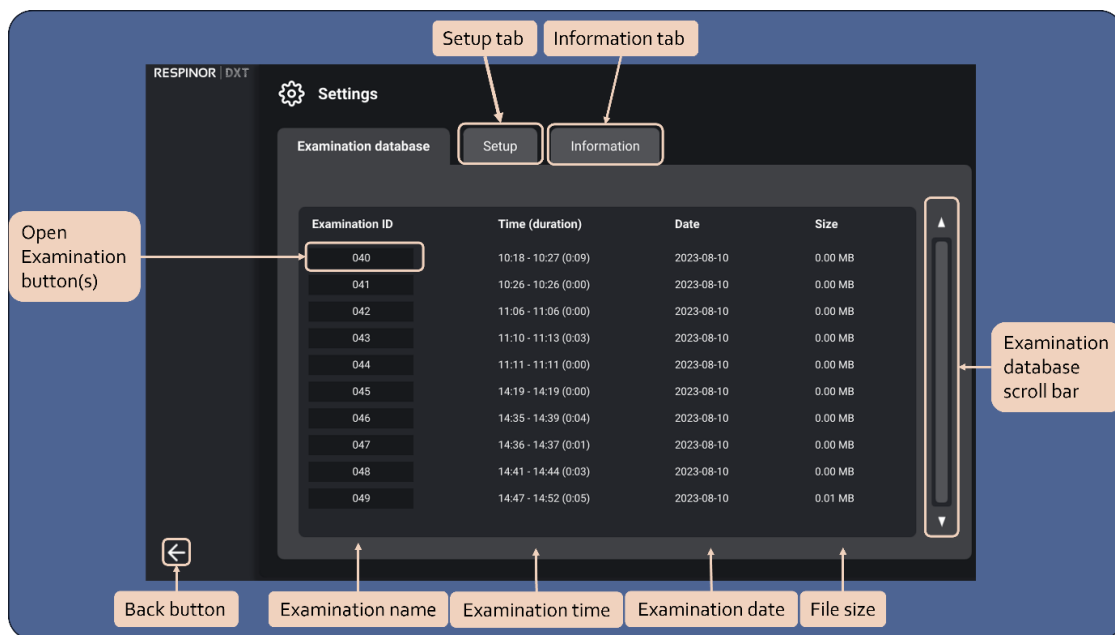 Setup tab
Information tab
RESPINOR | DXT
Settings
Examination database
Setup
Information
Examination ID Time (duration) Date Size
Open
Examination
button(s)
040 10:18 - 10:27 (0:09) 2023-08-10 0.00 MB
041 10:26 - 10:26 (0:00) 2023-08-10 0.00 MB
042 11:06 - 11:06 (0:00) 2023-08-10 0.00 MB
043 11:10 - 11:13 (0:03) 2023-08-10 0.00 MB
044 11:11 - 11:11 (0:00) 2023-08-10 0.00 MB
045 14:19 - 14:19 (0:00) 2023-08-10 0.00 MB
046 14:35 - 14:39 (0:04) 2023-08-10 0.00 MB
047 14:36 - 14:37 (0:01) 2023-08-10 0.00 MB
048 14:41 - 14:44 (0:03) 2023-08-10 0.00 MB
049 14:47 - 14:52 (0:05) 2023-08-10 0.01 MB
Examination
database
scroll bar
Back button
Examination name
Examination time
Examination date
File size